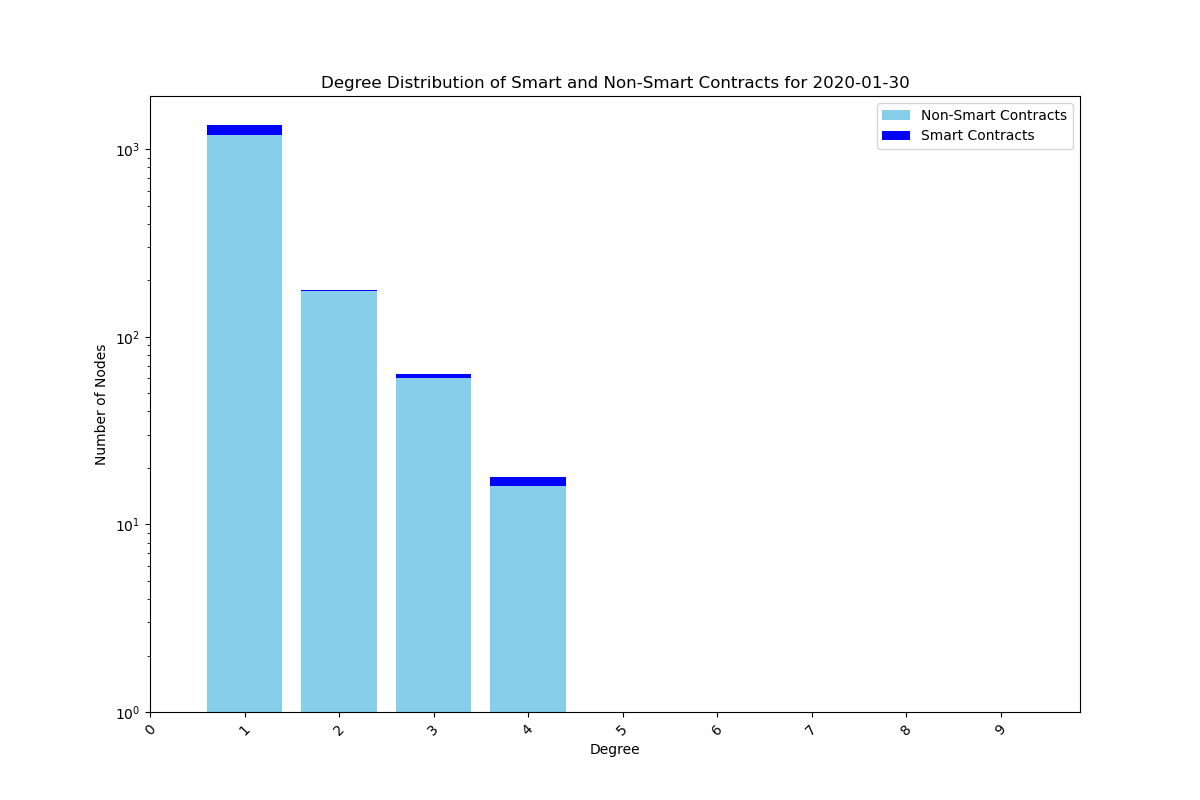 Degree Distribution of Smart and Non-Smart Contracts for 2020-01-30
Non-Smart Contracts
Smart Contracts
Number of Nodes
10³
10²
10¹
10⁰
0 1 2 3 4 5 6 7 8 9
Degree